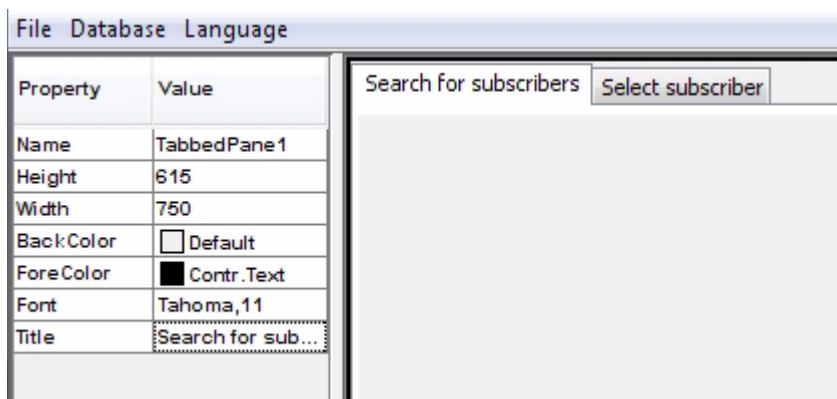 File Database Language
Property Value
Name TabbedPane1
Height 615
Width 750
BackColor Default
ForeColor Contr.Text
Font Tahoma,11
Title Search for sub...
Search for subscribers Select subscriber